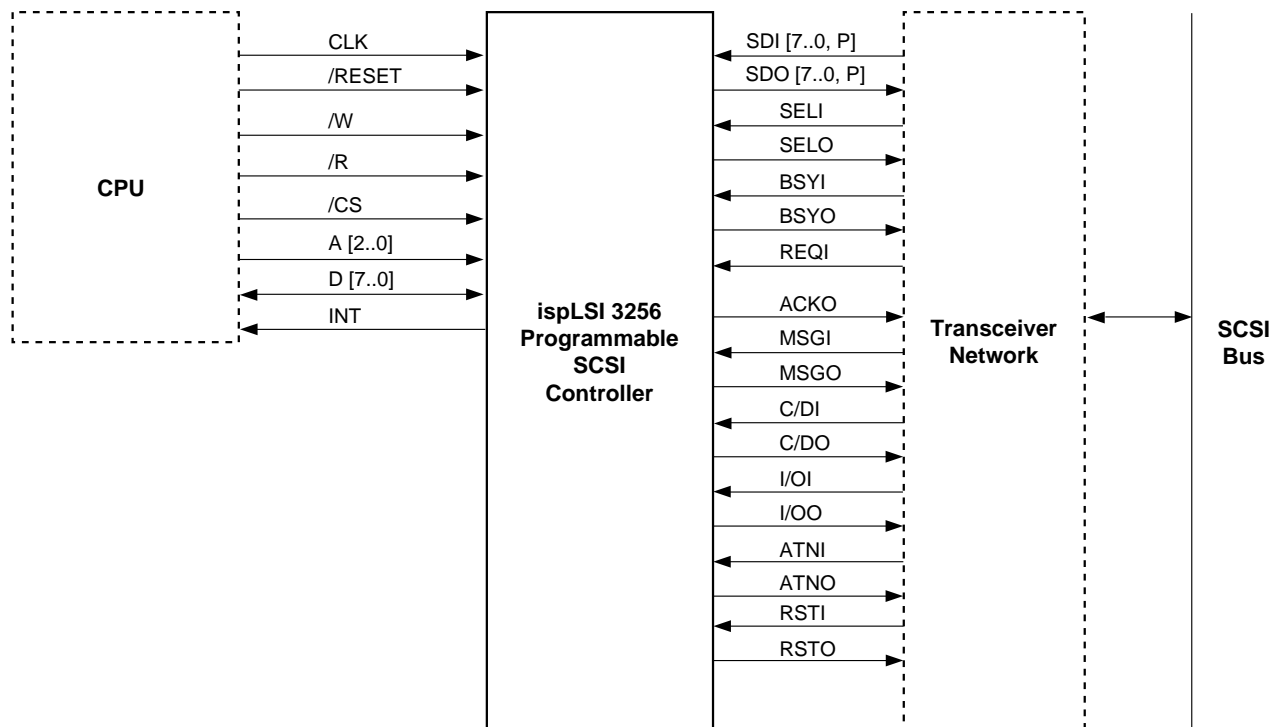 CPU
CLK
/RESET
/W
/R
/CS
A [2..0]
D [7..0]
INT
ispLSI 3256
Programmable
SCSI
Controller
SDI [7..0, P]
SDO [7..0, P]
SELI
SELO
BSYI
BSYO
REQI
ACKO
MSGI
MSGO
C/DI
C/DO
I/OI
I/OO
ATNI
ATNO
RSTI
RSTO
Transceiver
Network
SCSI
Bus